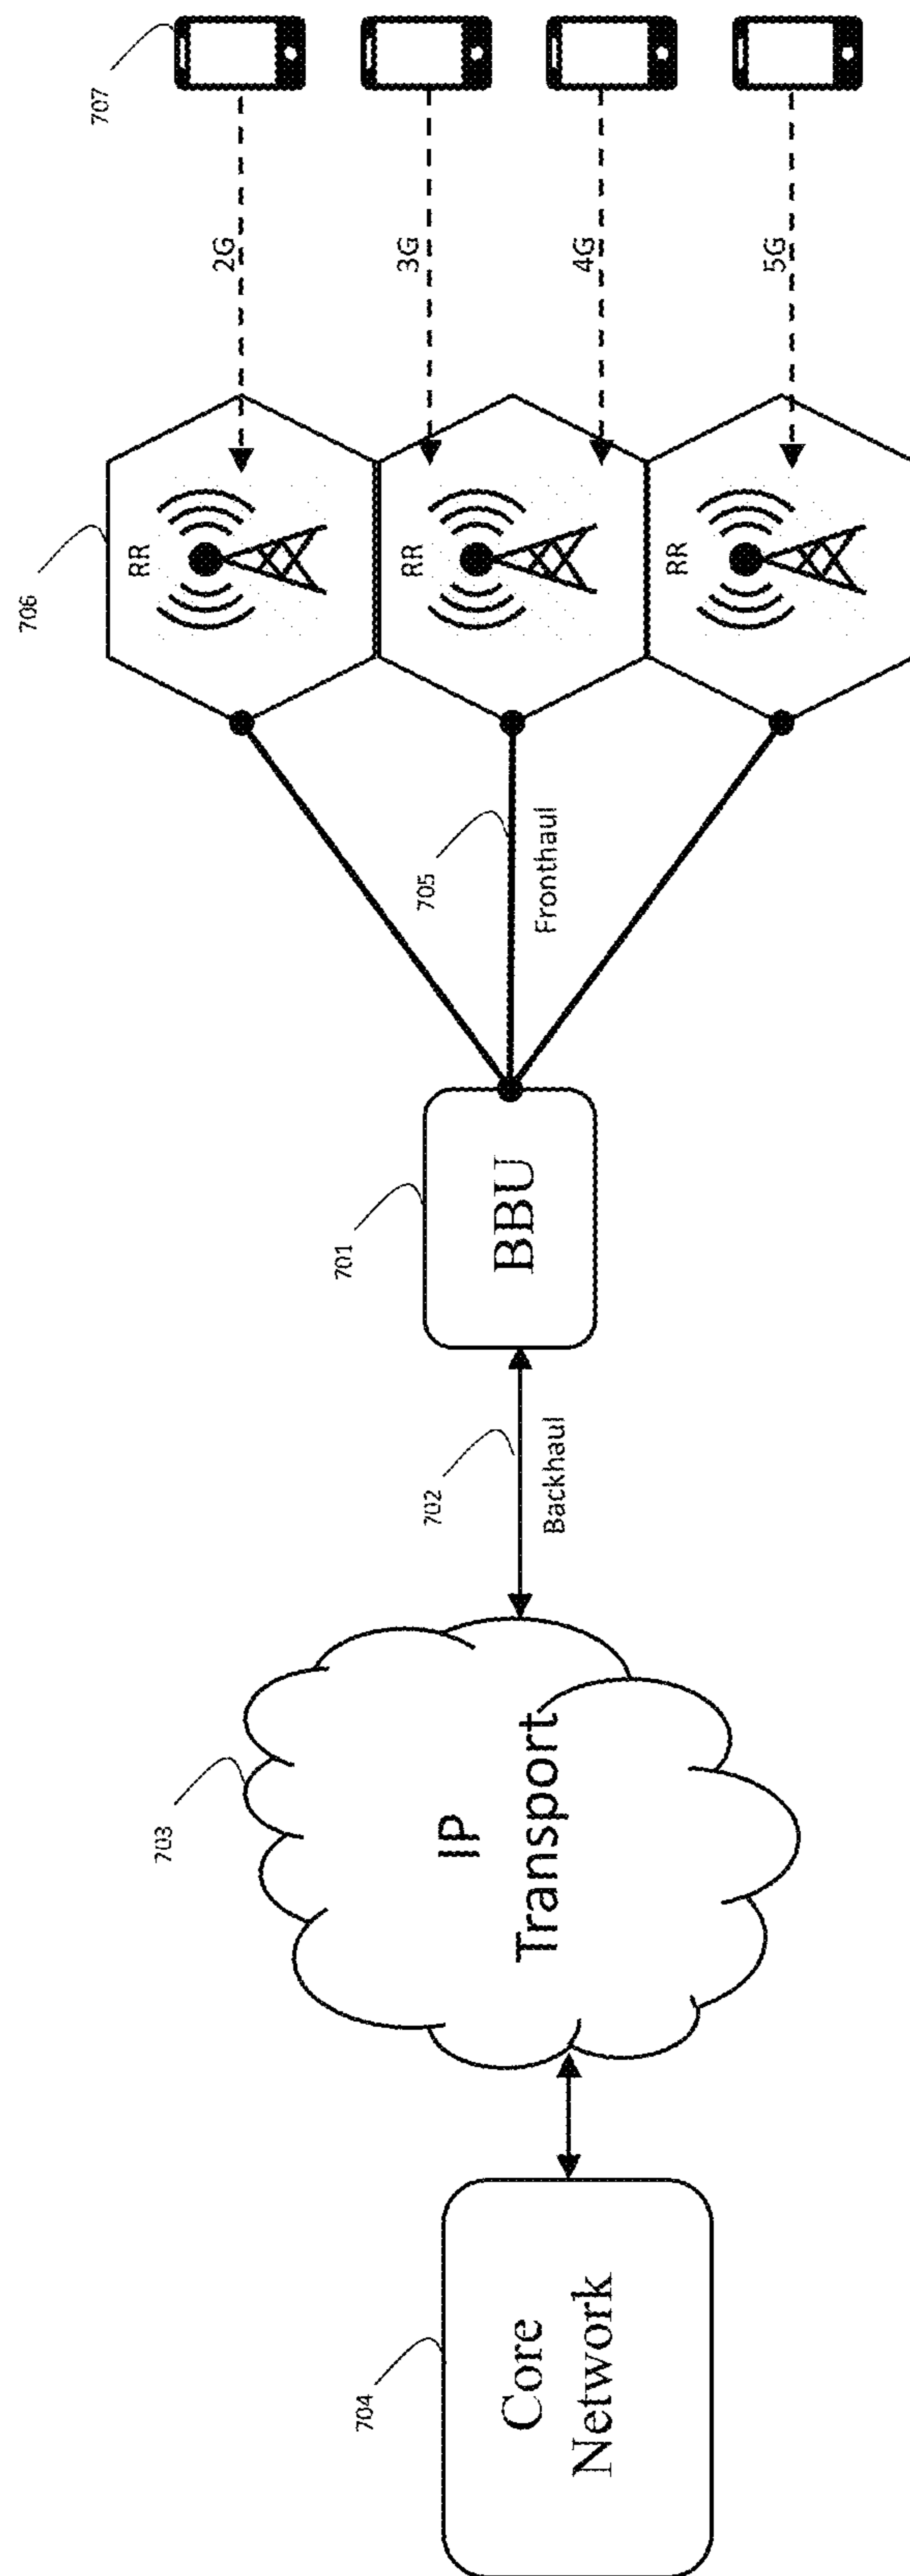 704
Core
Network
703
IP
Transport
702
Backhaul
701
BBU
705
Fronthaul
706
RR
RR
RR
2G
3G
4G
5G
707